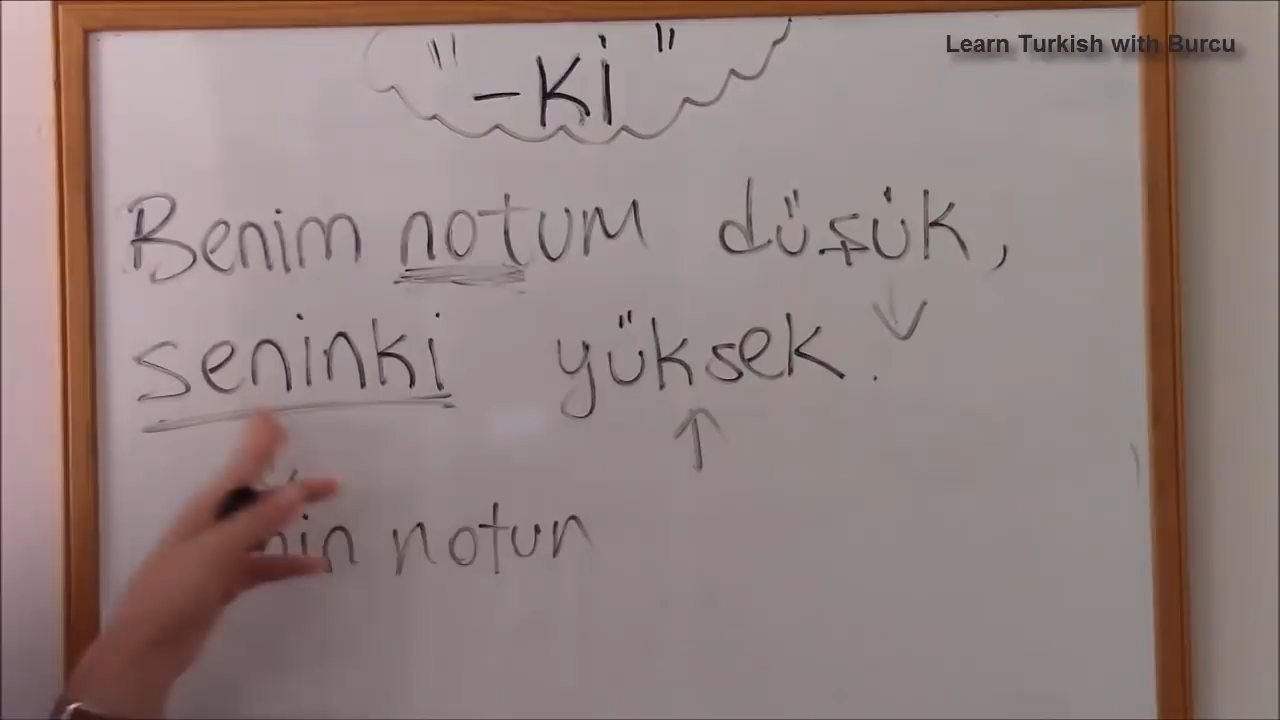 Learn Turkish with Burcu
"-Ki"
Benim notum düşük,
seninki yüksek.
notun